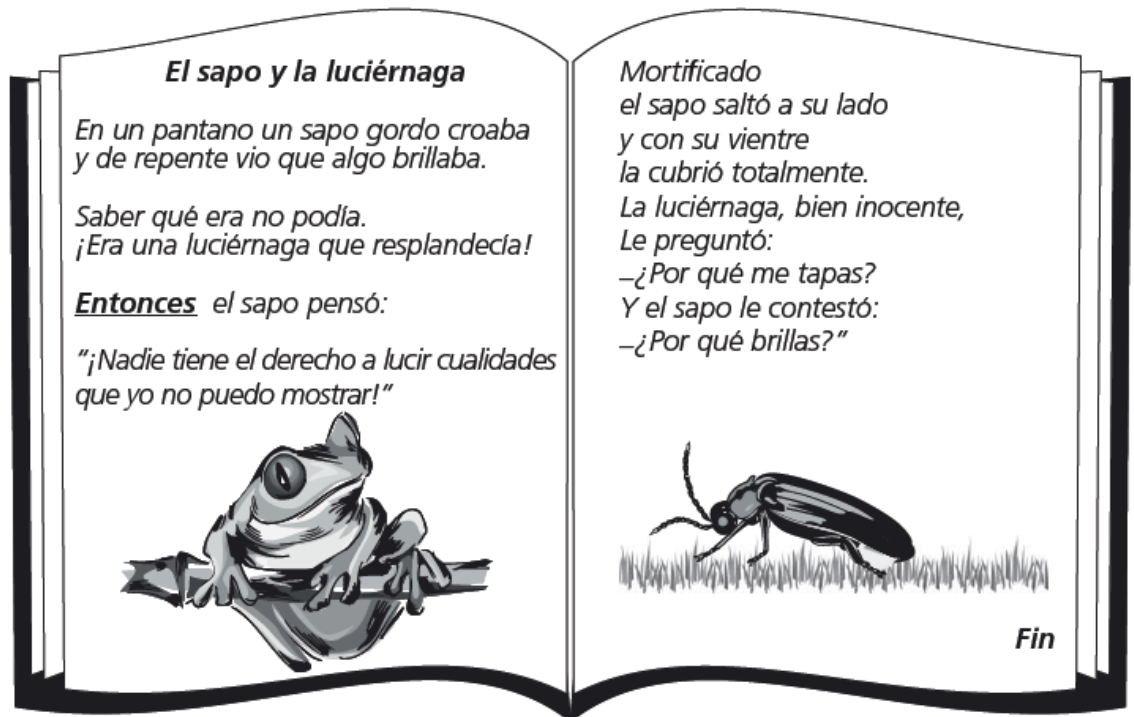 El sapo y la luciérnaga
En un pantano un sapo gordo croaba
y de repente vio que algo brillaba.
Saber qué era no podía.
¡Era una luciérnaga que resplandecía!
Entonces el sapo pensó:
“¡Nadie tiene el derecho a lucir cualidades
que yo no puedo mostrar!”
Mortificado
el sapo saltó a su lado
y con su vientre
la cubrió totalmente.
La luciérnaga, bien inocente,
Le preguntó:
–¿Por qué me tapas?
Y el sapo le contestó:
–¿Por qué brillas?”
Fin